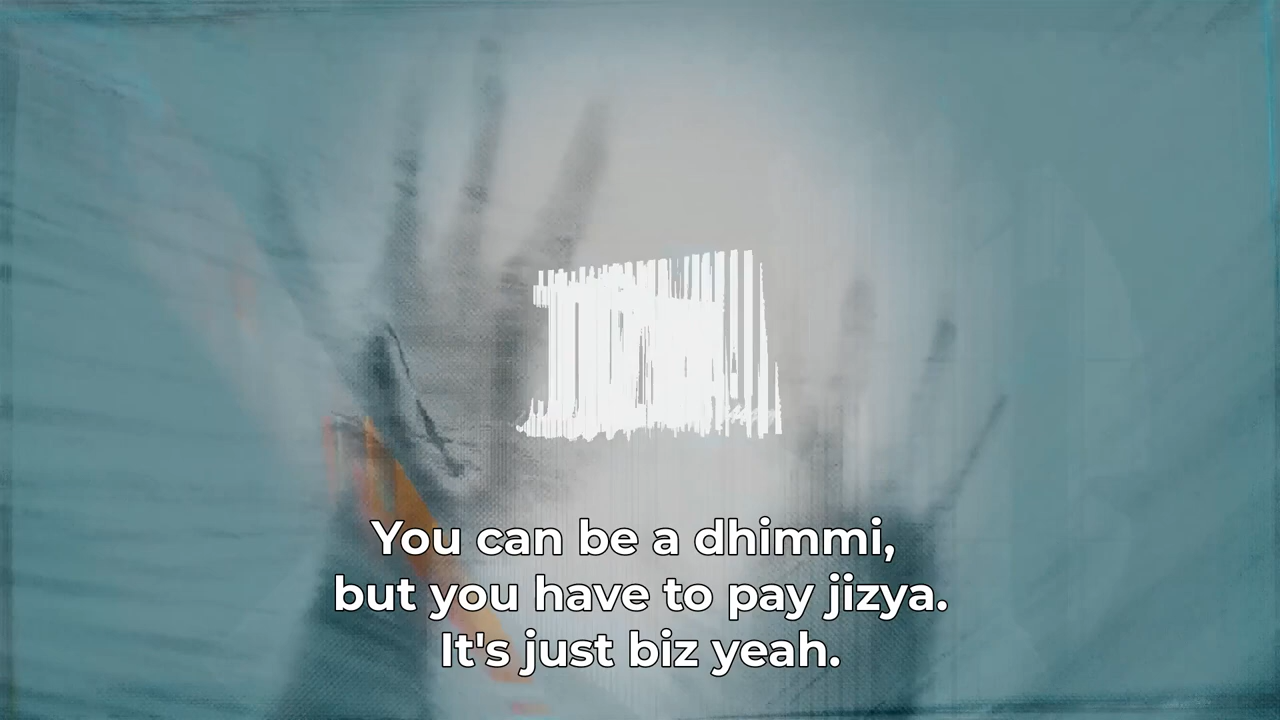 You can be a dhimmi,
but you have to pay jizya.
It's just biz yeah.